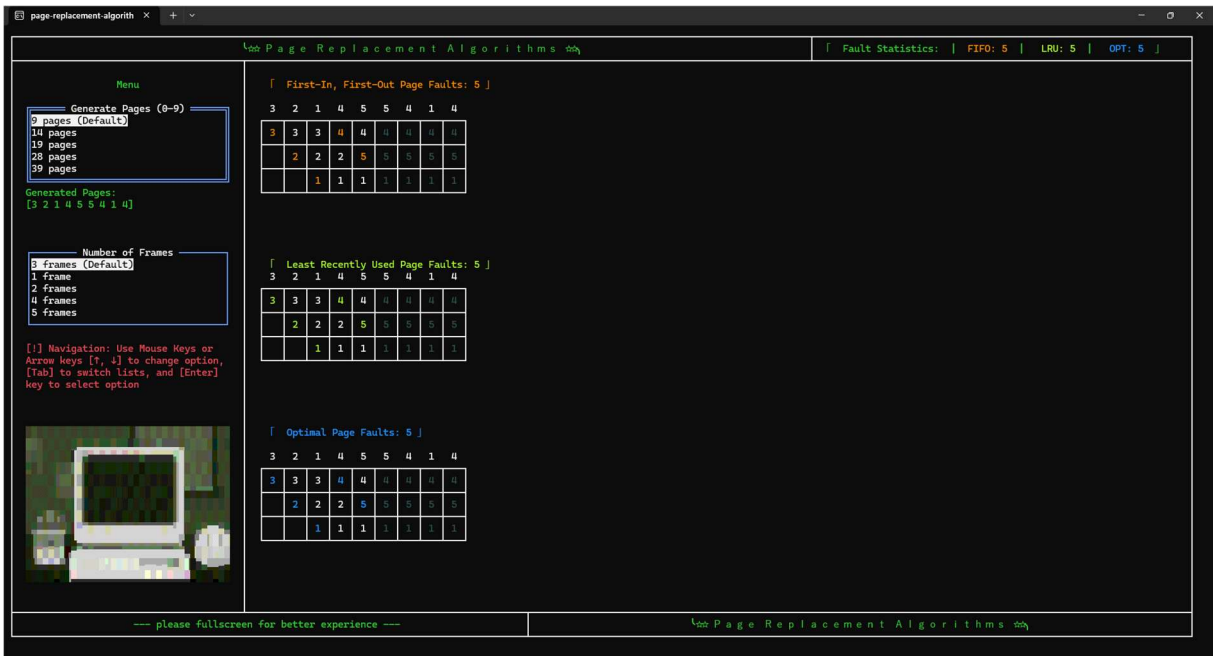 page-replacement-algorith
Page Replacement Algorithms
「 Fault Statistics: | FIFO: 5 | LRU: 5 | OPT: 5 」
Menu
Generate Pages (0-9)
9 pages (Default)
14 pages
19 pages
28 pages
39 pages
Generated Pages:
[3 2 1 4 5 5 4 1 4]
Number of Frames
3 frames (Default)
1 frame
2 frames
4 frames
5 frames
[!] Navigation: Use Mouse Keys or
Arrow keys [↑, ↓] to change option,
[Tab] to switch lists, and [Enter]
key to select option
「 First-In, First-Out Page Faults: 5 」
3 2 1 4 5 5 4 1 4
3 3 3 4 4 4 4 4 4
2 2 2 5 5 5 5 5
1 1 1 1 1 1 1
「 Least Recently Used Page Faults: 5 」
3 2 1 4 5 5 4 1 4
3 3 3 4 4 4 4 4 4
2 2 2 5 5 5 5 5
1 1 1 1 1 1 1
「 Optimal Page Faults: 5 」
3 2 1 4 5 5 4 1 4
3 3 3 4 4 4 4 4 4
2 2 2 5 5 5 5 5
1 1 1 1 1 1 1
--- please fullscreen for better experience ---
Page Replacement Algorithms